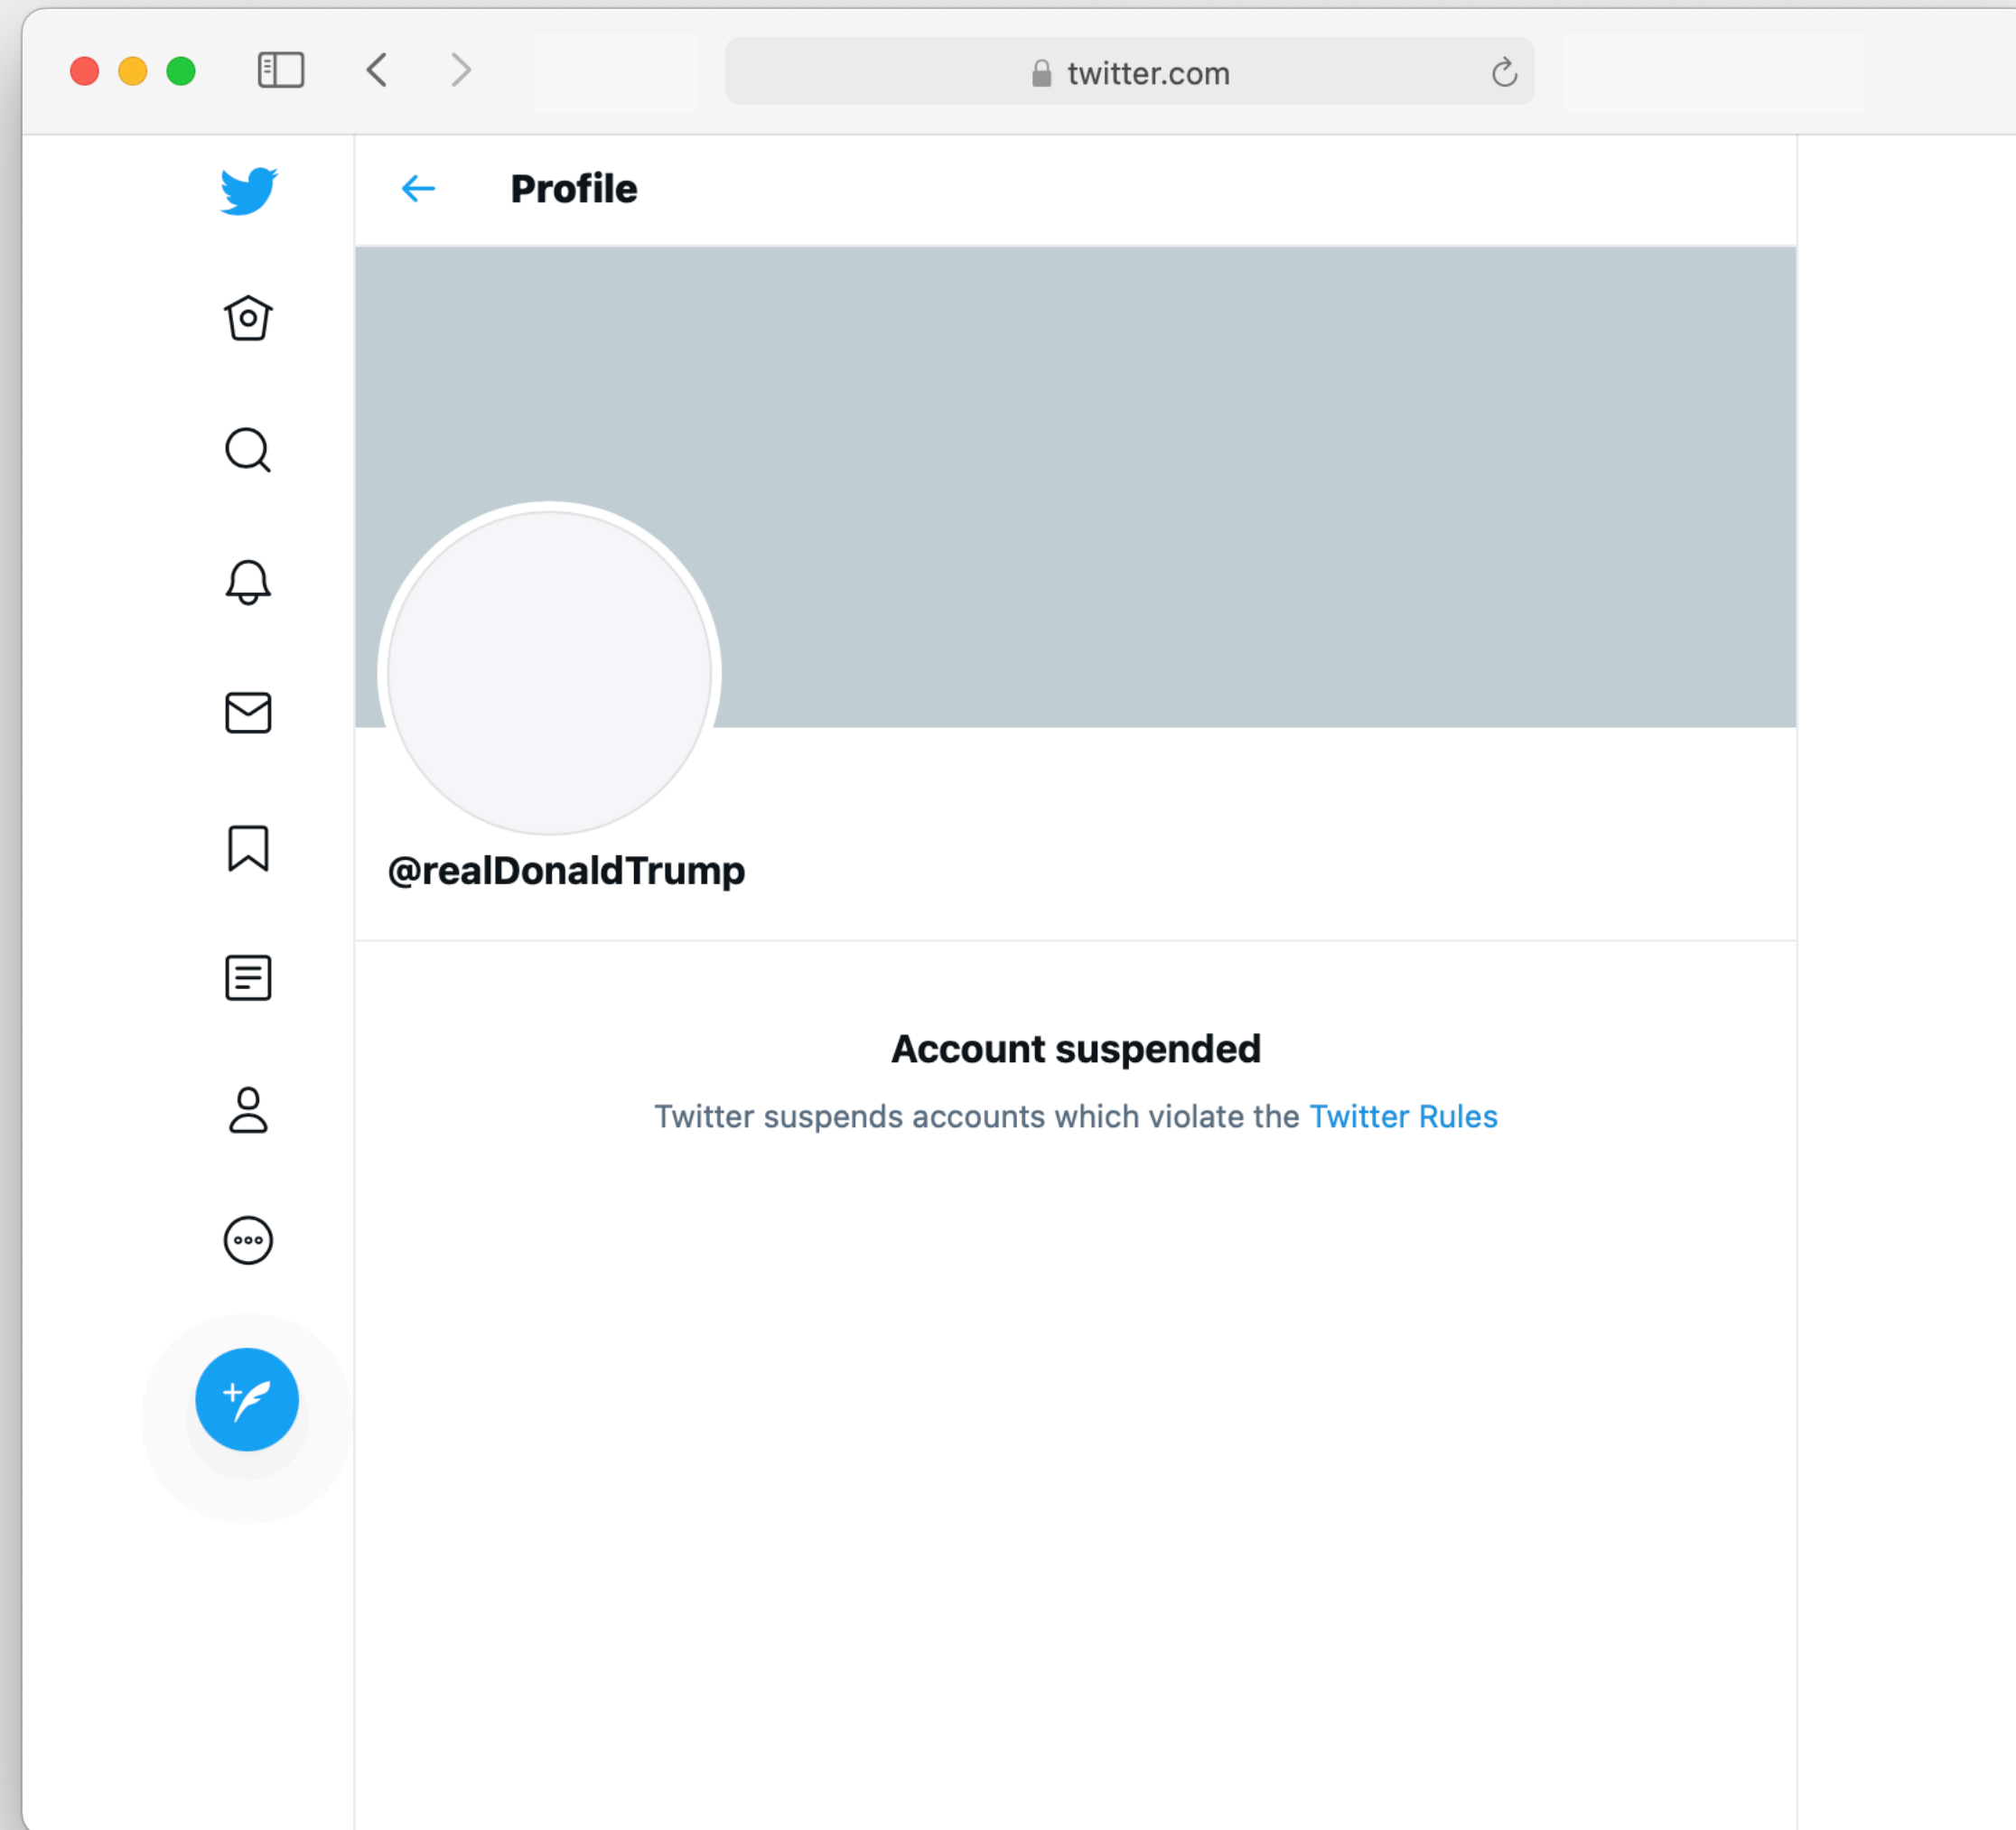 twitter.com
Profile
@realDonaldTrump
Account suspended
Twitter suspends accounts which violate the Twitter Rules